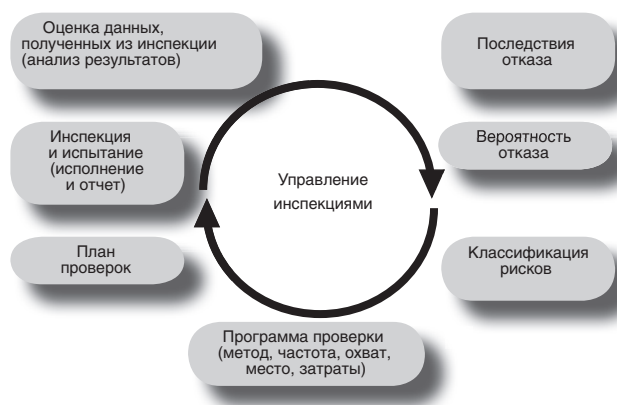 Оценка данных,
полученных из инспекции
(анализ результатов)
Последствия
отказа
Инспекция
и испытание
(исполнение
и отчет)
Вероятность
отказа
Управление
инспекциями
План
проверок
Классификация
рисков
Программа проверки
(метод, частота, охват,
место, затраты)